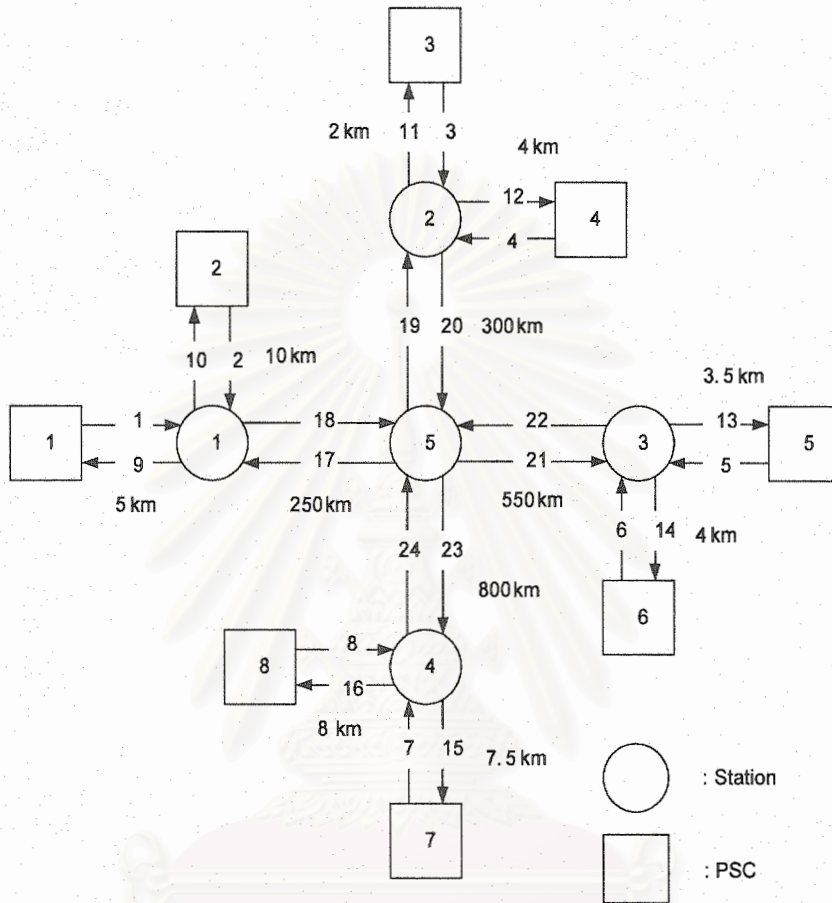 3
2 km 11 3
4 km
12
2 4
4
2
19 20 300 km
10 2 10 km
3.5 km
1 18 22 13
1 1 5 3 5
9 17 21 5
5 km 250 km 550 km
24 23 6 14 4 km
800 km
6
8
8 4
16
8 km
7 15 7.5 km
: Station
7
: PSC